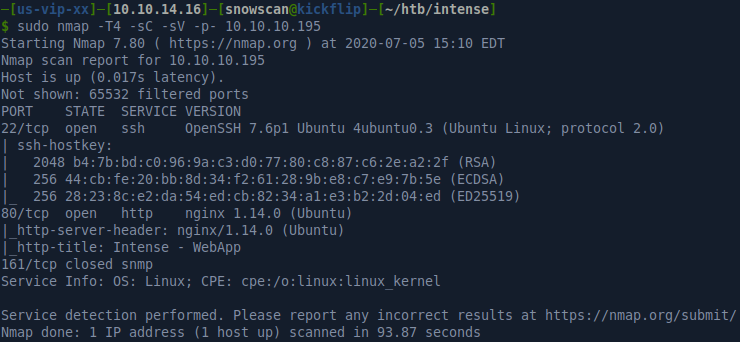 ─[us-vip-xx]─[10.10.14.16]─[snowscan@kickflip]─[~/htb/intense]
$ sudo nmap -T4 -sC -sV -p- 10.10.10.195
Starting Nmap 7.80 ( https://nmap.org ) at 2020-07-05 15:10 EDT
Nmap scan report for 10.10.10.195
Host is up (0.017s latency).
Not shown: 65532 filtered ports
PORT    STATE  SERVICE VERSION
22/tcp  open   ssh     OpenSSH 7.6p1 Ubuntu 4ubuntu0.3 (Ubuntu Linux; protocol 2.0)
| ssh-hostkey:
|   2048 b4:7b:bd:c0:96:9a:c3:d0:77:80:c8:87:c6:2e:a2:2f (RSA)
|   256 44:cb:fe:20:bb:8d:34:f2:61:28:9b:e8:c7:e9:7b:5e (ECDSA)
|_  256 28:23:8c:e2:da:54:ed:cb:82:34:a1:e3:b2:2d:04:ed (ED25519)
80/tcp  open   http    nginx 1.14.0 (Ubuntu)
|_http-server-header: nginx/1.14.0 (Ubuntu)
|_http-title: Intense - WebApp
161/tcp closed snmp
Service Info: OS: Linux; CPE: cpe:/o:linux:linux_kernel
Service detection performed. Please report any incorrect results at https://nmap.org/submit/
Nmap done: 1 IP address (1 host up) scanned in 93.87 seconds